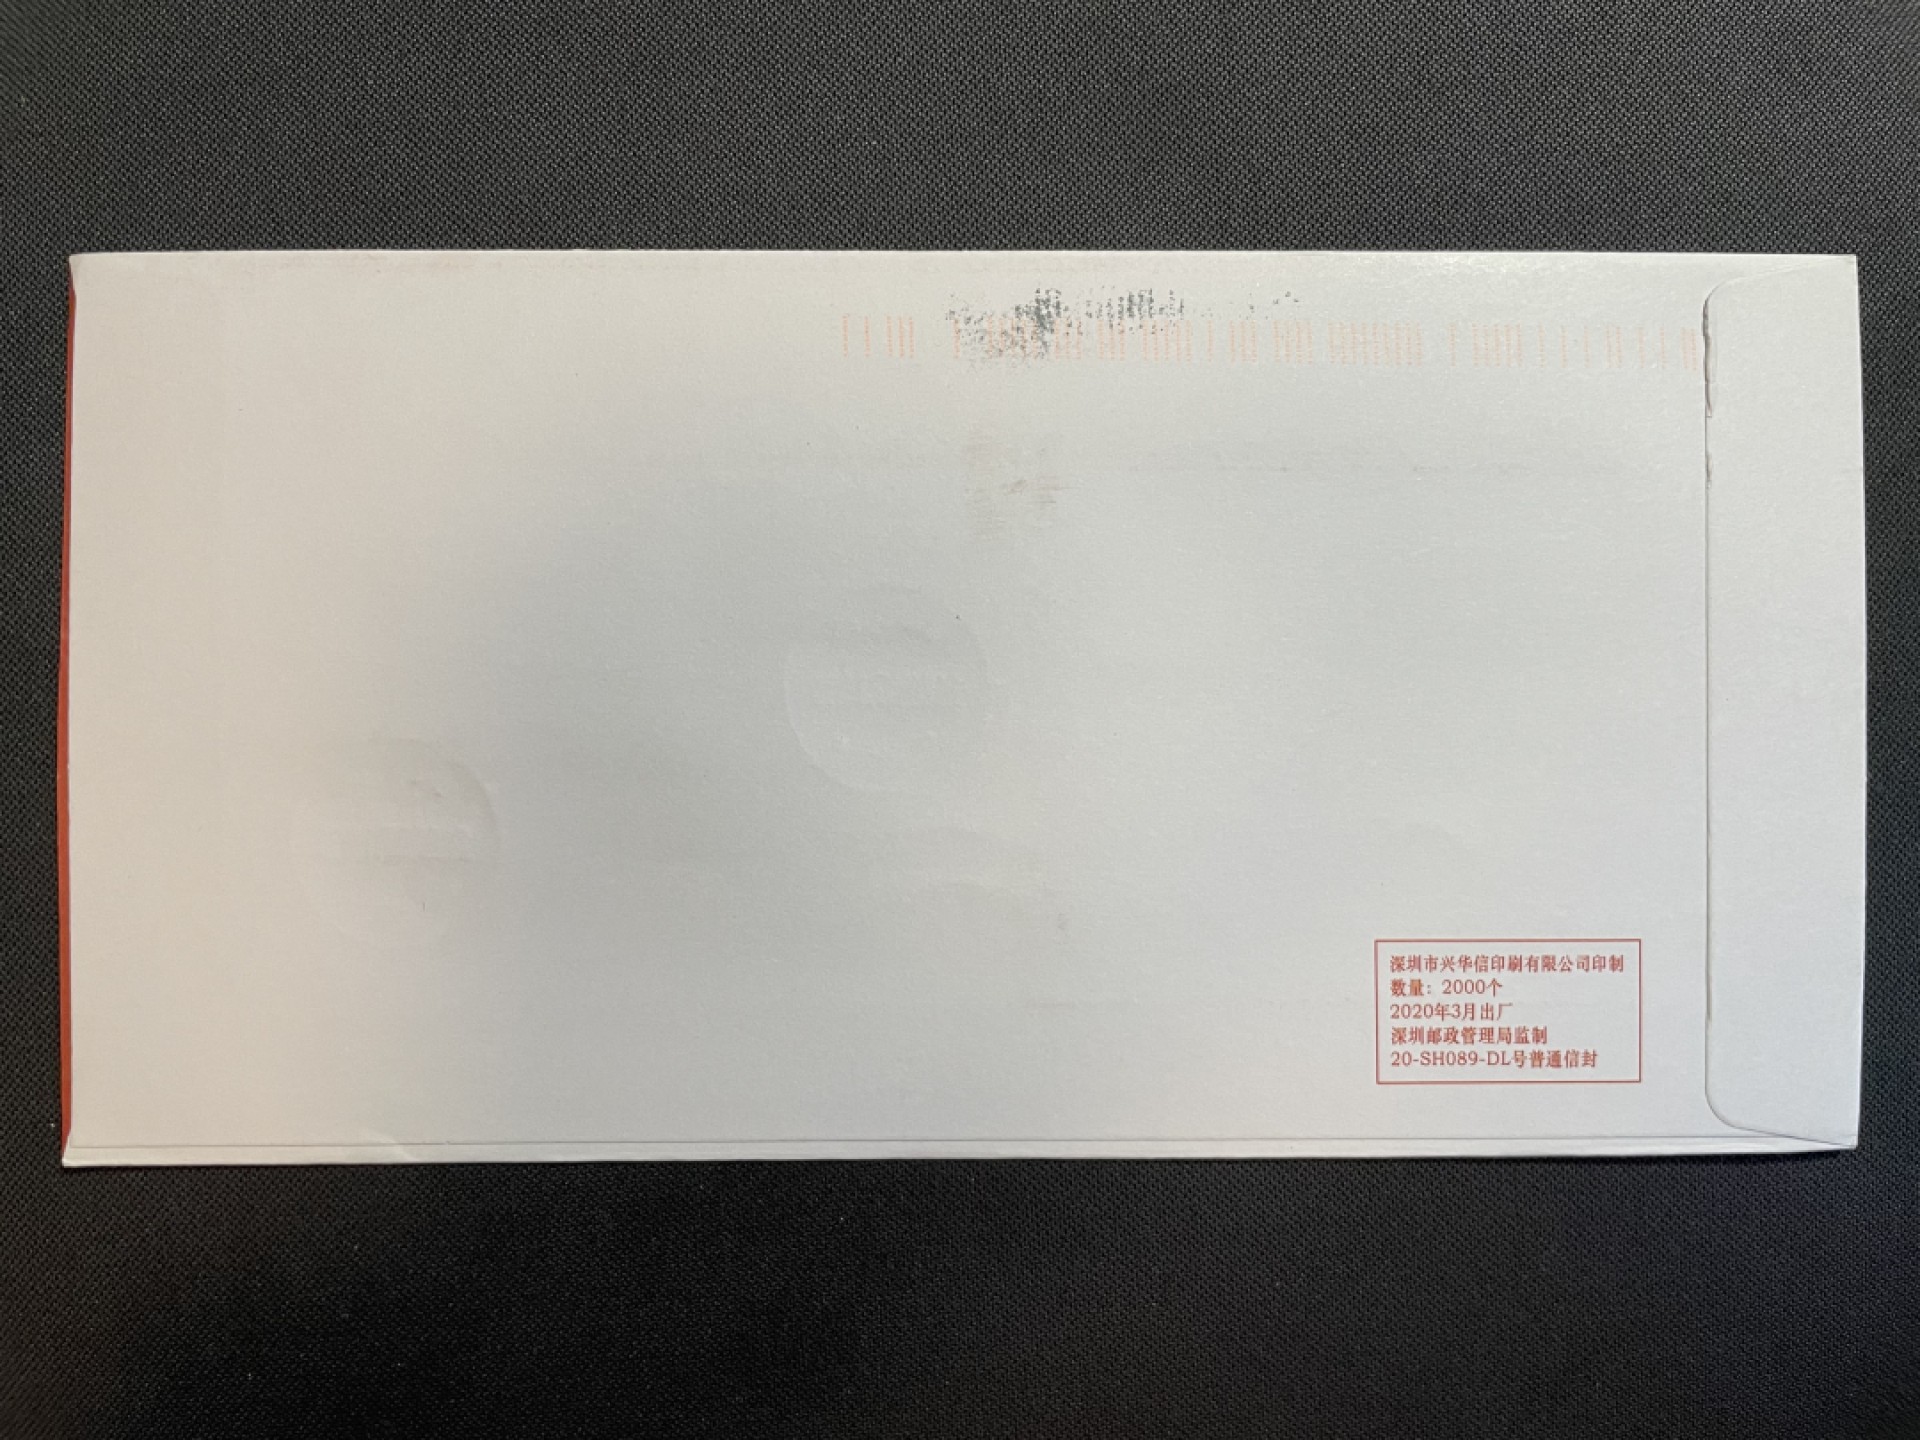 深圳市兴华信印刷有限公司印制
数量：2000个
2020年3月出厂
深圳邮政管理局监制
20-SH089-DL号普通信封